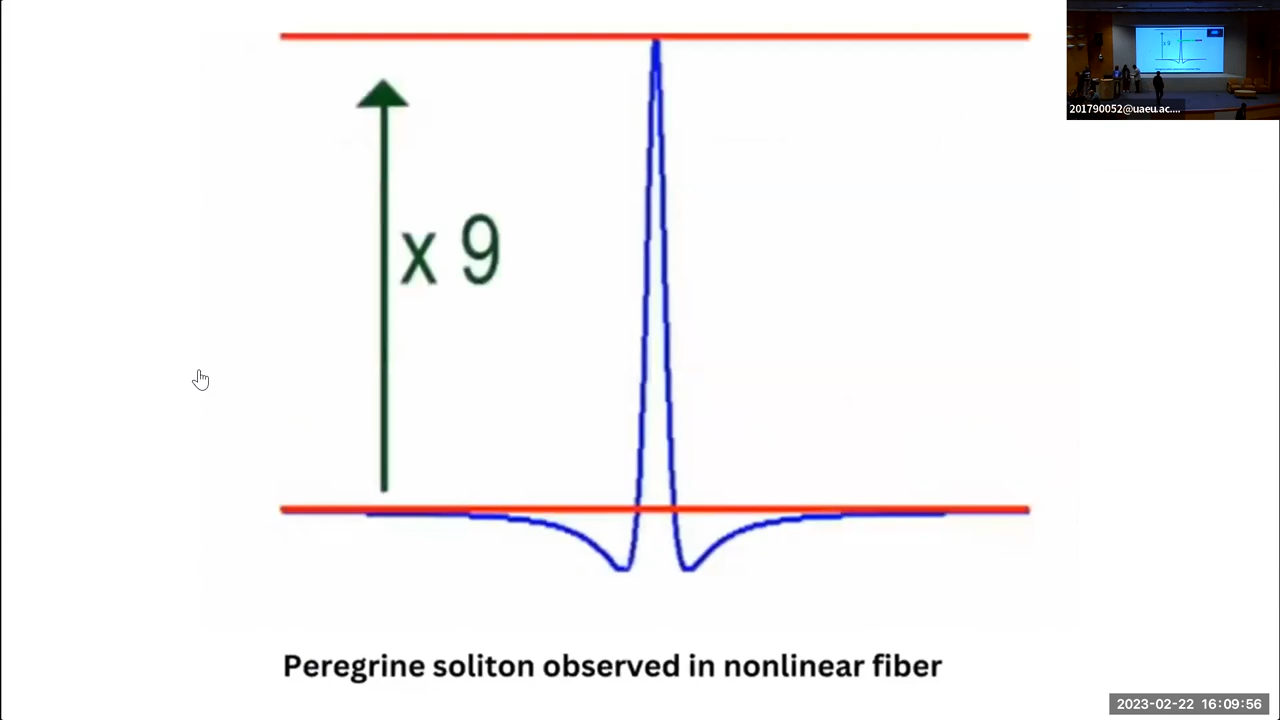 201790052@uaeu.ac....
x 9
Peregrine soliton observed in nonlinear fiber
2023-02-22 16:09:56